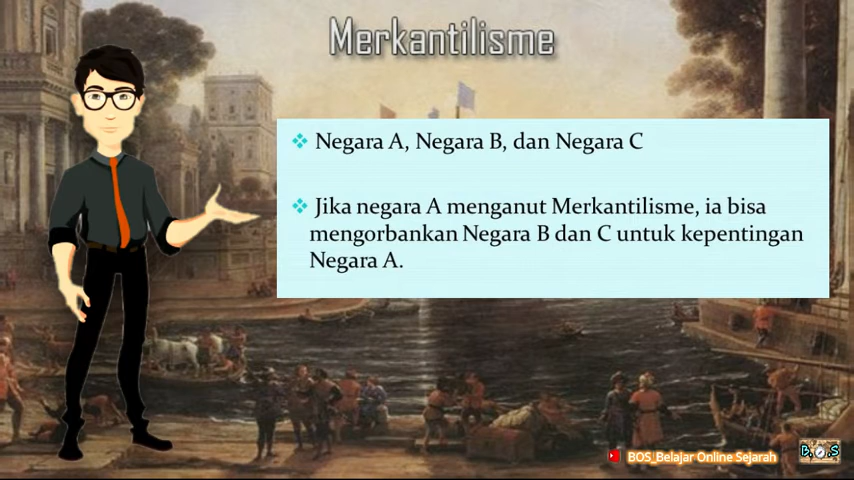 Merkantilisme
Negara A, Negara B, dan Negara C
Jika negara A menganut Merkantilisme, ia bisa
mengorbankan Negara B dan C untuk kepentingan
Negara A.
BOS_Belajar Online Sejarah
B.O.S